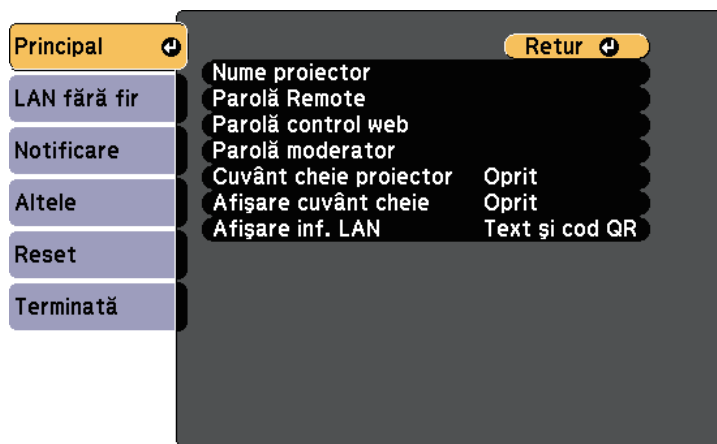 Principal
LAN fără fir
Notificare
Altele
Reset
Terminată
Retur
Nume proiector
Parolă Remote
Parolă control web
Parolă moderator
Cuvânt cheie proiector Oprit
Afişare cuvânt cheie Oprit
Afişare inf. LAN Text şi cod QR